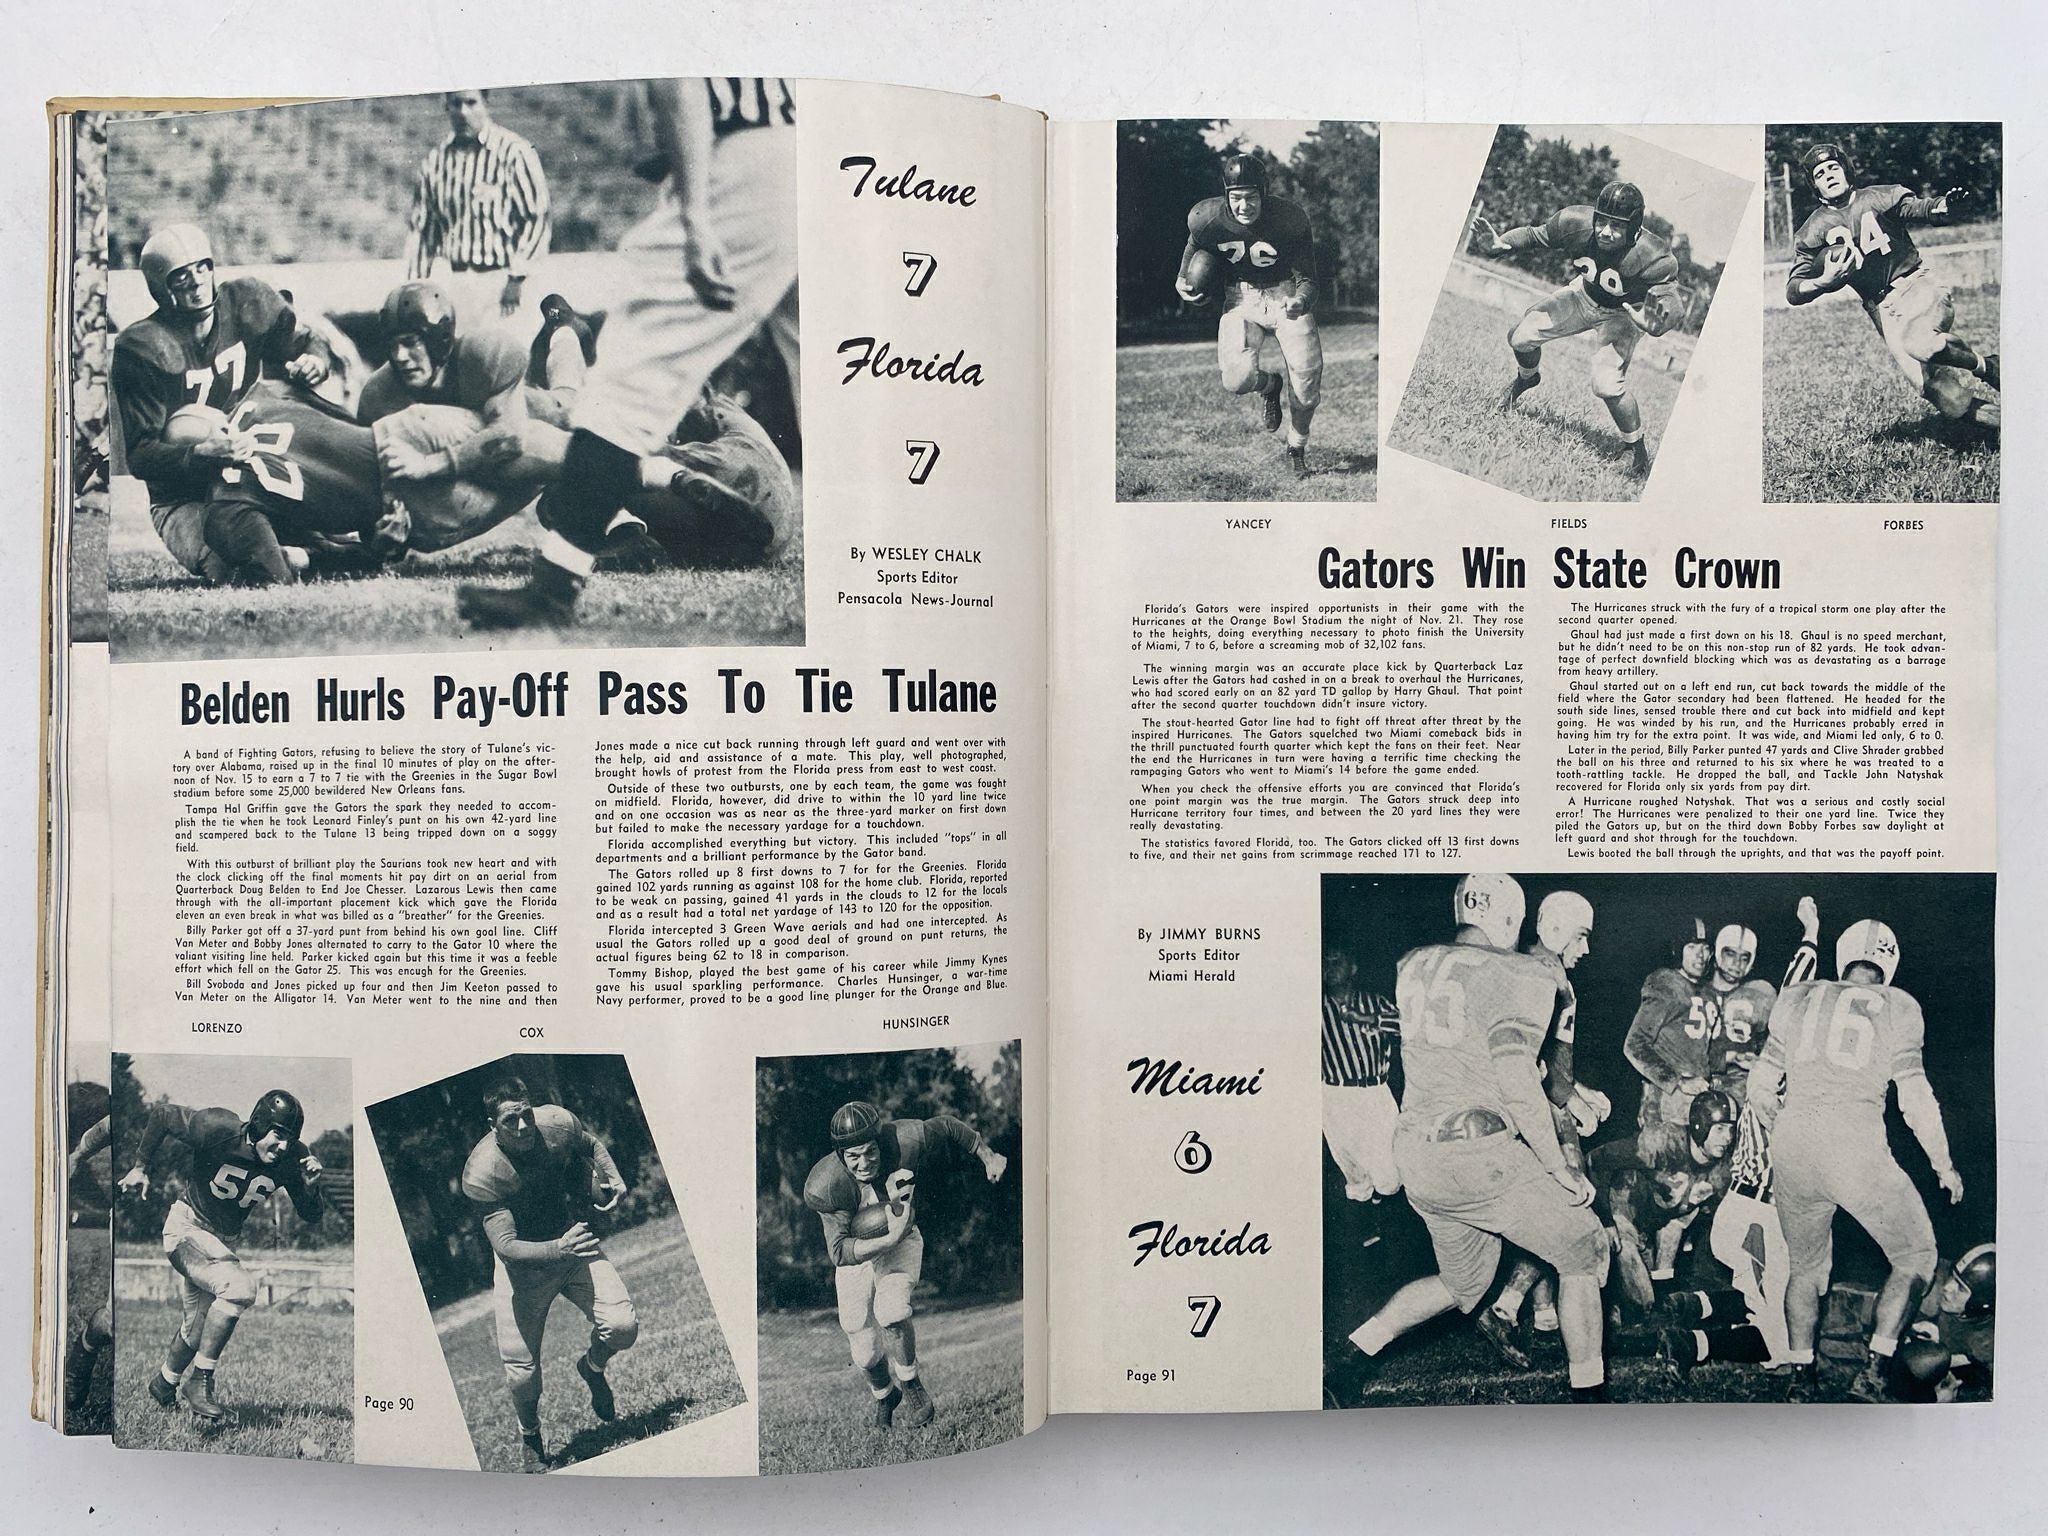 77
26
Tulane
7
Florida
7
By WESLEY CHALK
Sports Editor
Pensacola News-Journal
Belden Hurls Pay-Off Pass To Tie Tulane
A band of Fighting Gators, refusing to believe the story of Tulane's vic-
tory over Alabama, raised up in the final 10 minutes of play on the after-
noon of Nov. 15 to earn a 7 to 7 tie with the Greenies in the Sugar Bowl
stadium before some 25,000 bewildered New Orleans fans.
Tampa Hal Griffin gave the Gators the spark they needed to accom-
plish the tie when he took Leonard Finley's punt on his own 42-yard line
and scampered back to the Tulane 13 being tripped down on a soggy
field.
With this outburst of brilliant play the Saurians took new heart and with
the clock clicking off the final moments hit pay dirt on an aerial from
Quarterback Doug Belden to End Joe Chesser. Lazarous Lewis then came
through with the all-important placement kick which gave the Florida
eleven an even break in what was billed as a "breather" for the Greenies.
Billy Parker got off a 37-yard punt from behind his own goal line. Cliff
Van Meter and Bobby Jones alternated to carry to the Gator 10 where the
valiant visiting line held. Parker kicked again but this time it was a feeble
effort which fell on the Gator 25. This was enough for the Greenies.
Bill Svoboda and Jones picked up four and then Jim Keeton passed to
Van Meter on the Alligator 14. Van Meter went to the nine and then
Jones made a nice cut back running through left guard and went over with
the help, aid and assistance of a mate. This play, well photographed,
brought howls of protest from the Florida press from east to west coast.
Outside of these two outbursts, one by each team, the game was fought
on midfield. Florida, however, did drive to within the 10 yard line twice
and on one occasion was as near as the three-yard marker on first down
but failed to make the necessary yardage for a touchdown.
Florida accomplished everything but victory. This included "tops" in all
departments and a brilliant performance by the Gator band.
The Gators rolled up 8 first downs to 7 for for the Greenies. Florida
gained 102 yards running as against 108 for the home club. Florida, reported
to be weak on passing, gained 41 yards in the clouds to 12 for the locals
and as a result had a total net yardage of 143 to 120 for the opposition.
Florida intercepted 3 Green Wave aerials and had one intercepted. As
usual the Gators rolled up a good deal of ground on punt returns, the
actual figures being 62 to 18 in comparison.
Tommy Bishop, played the best game of his career while Jimmy Kynes
gave his usual sparkling performance. Charles Hunsinger, a war-time
Navy performer, proved to be a good line plunger for the Orange and Blue.
LORENZO
COX
HUNSINGER
56
Page 90
76
34
YANCEY
FIELDS
FORBES
Gators Win State Crown
Florida's Gators were inspired opportunists in their game with the
Hurricanes at the Orange Bowl Stadium the night of Nov. 21. They rose
to the heights, doing everything necessary to photo finish the University
of Miami, 7 to 6, before a screaming mob of 32,102 fans.
The winning margin was an accurate place kick by Quarterback Laz
Lewis after the Gators had cashed in on a break to overhaul the Hurricanes,
who had scored early on an 82 yard TD gallop by Harry Ghaul. That point
after the second quarter touchdown didn't insure victory.
The stout-hearted Gator line had to fight off threat after threat by the
inspired Hurricanes. The Gators squelched two Miami comeback bids in
the thrill punctuated fourth quarter which kept the fans on their feet. Near
the end the Hurricanes in turn were having a terrific time checking the
rampaging Gators who went to Miami's 14 before the game ended.
When you check the offensive efforts you are convinced that Florida's
one point margin was the true margin. The Gators struck deep into
Hurricane territory four times, and between the 20 yard lines they were
really devastating.
The statistics favored Florida, too. The Gators clicked off 13 first downs
to five, and their net gains from scrimmage reached 171 to 127.
The Hurricanes struck with the fury of a tropical storm one play after the
second quarter opened.
Ghaul had just made a first down on his 18. Ghaul is no speed merchant,
but he didn't need to be on this non-stop run of 82 yards. He took advan-
tage of perfect downfield blocking which was as devastating as a barrage
from heavy artillery.
Ghaul started out on a left end run, cut back towards the middle of the
field where the Gator secondary had been flattened. He headed for the
south side lines, sensed trouble there and cut back into midfield and kept
going. He was winded by his run, and the Hurricanes probably erred in
having him try for the extra point. It was wide, and Miami led only, 6 to 0.
Later in the period, Billy Parker punted 47 yards and Clive Shrader grabbed
the ball on his three and returned to his six where he was treated to a
tooth-rattling tackle. He dropped the ball, and Tackle John Natyshak
recovered for Florida only six yards from pay dirt.
A Hurricane roughed Natyshak. That was a serious and costly social
error! The Hurricanes were penalized to their one yard line. Twice they
piled the Gators up, but on the third down Bobby Forbes saw daylight at
left guard and shot through for the touchdown.
Lewis booted the ball through the uprights, and that was the payoff point.
By JIMMY BURNS
Sports Editor
Miami Herald
Miami
6
Florida
7
Page 91
63
16